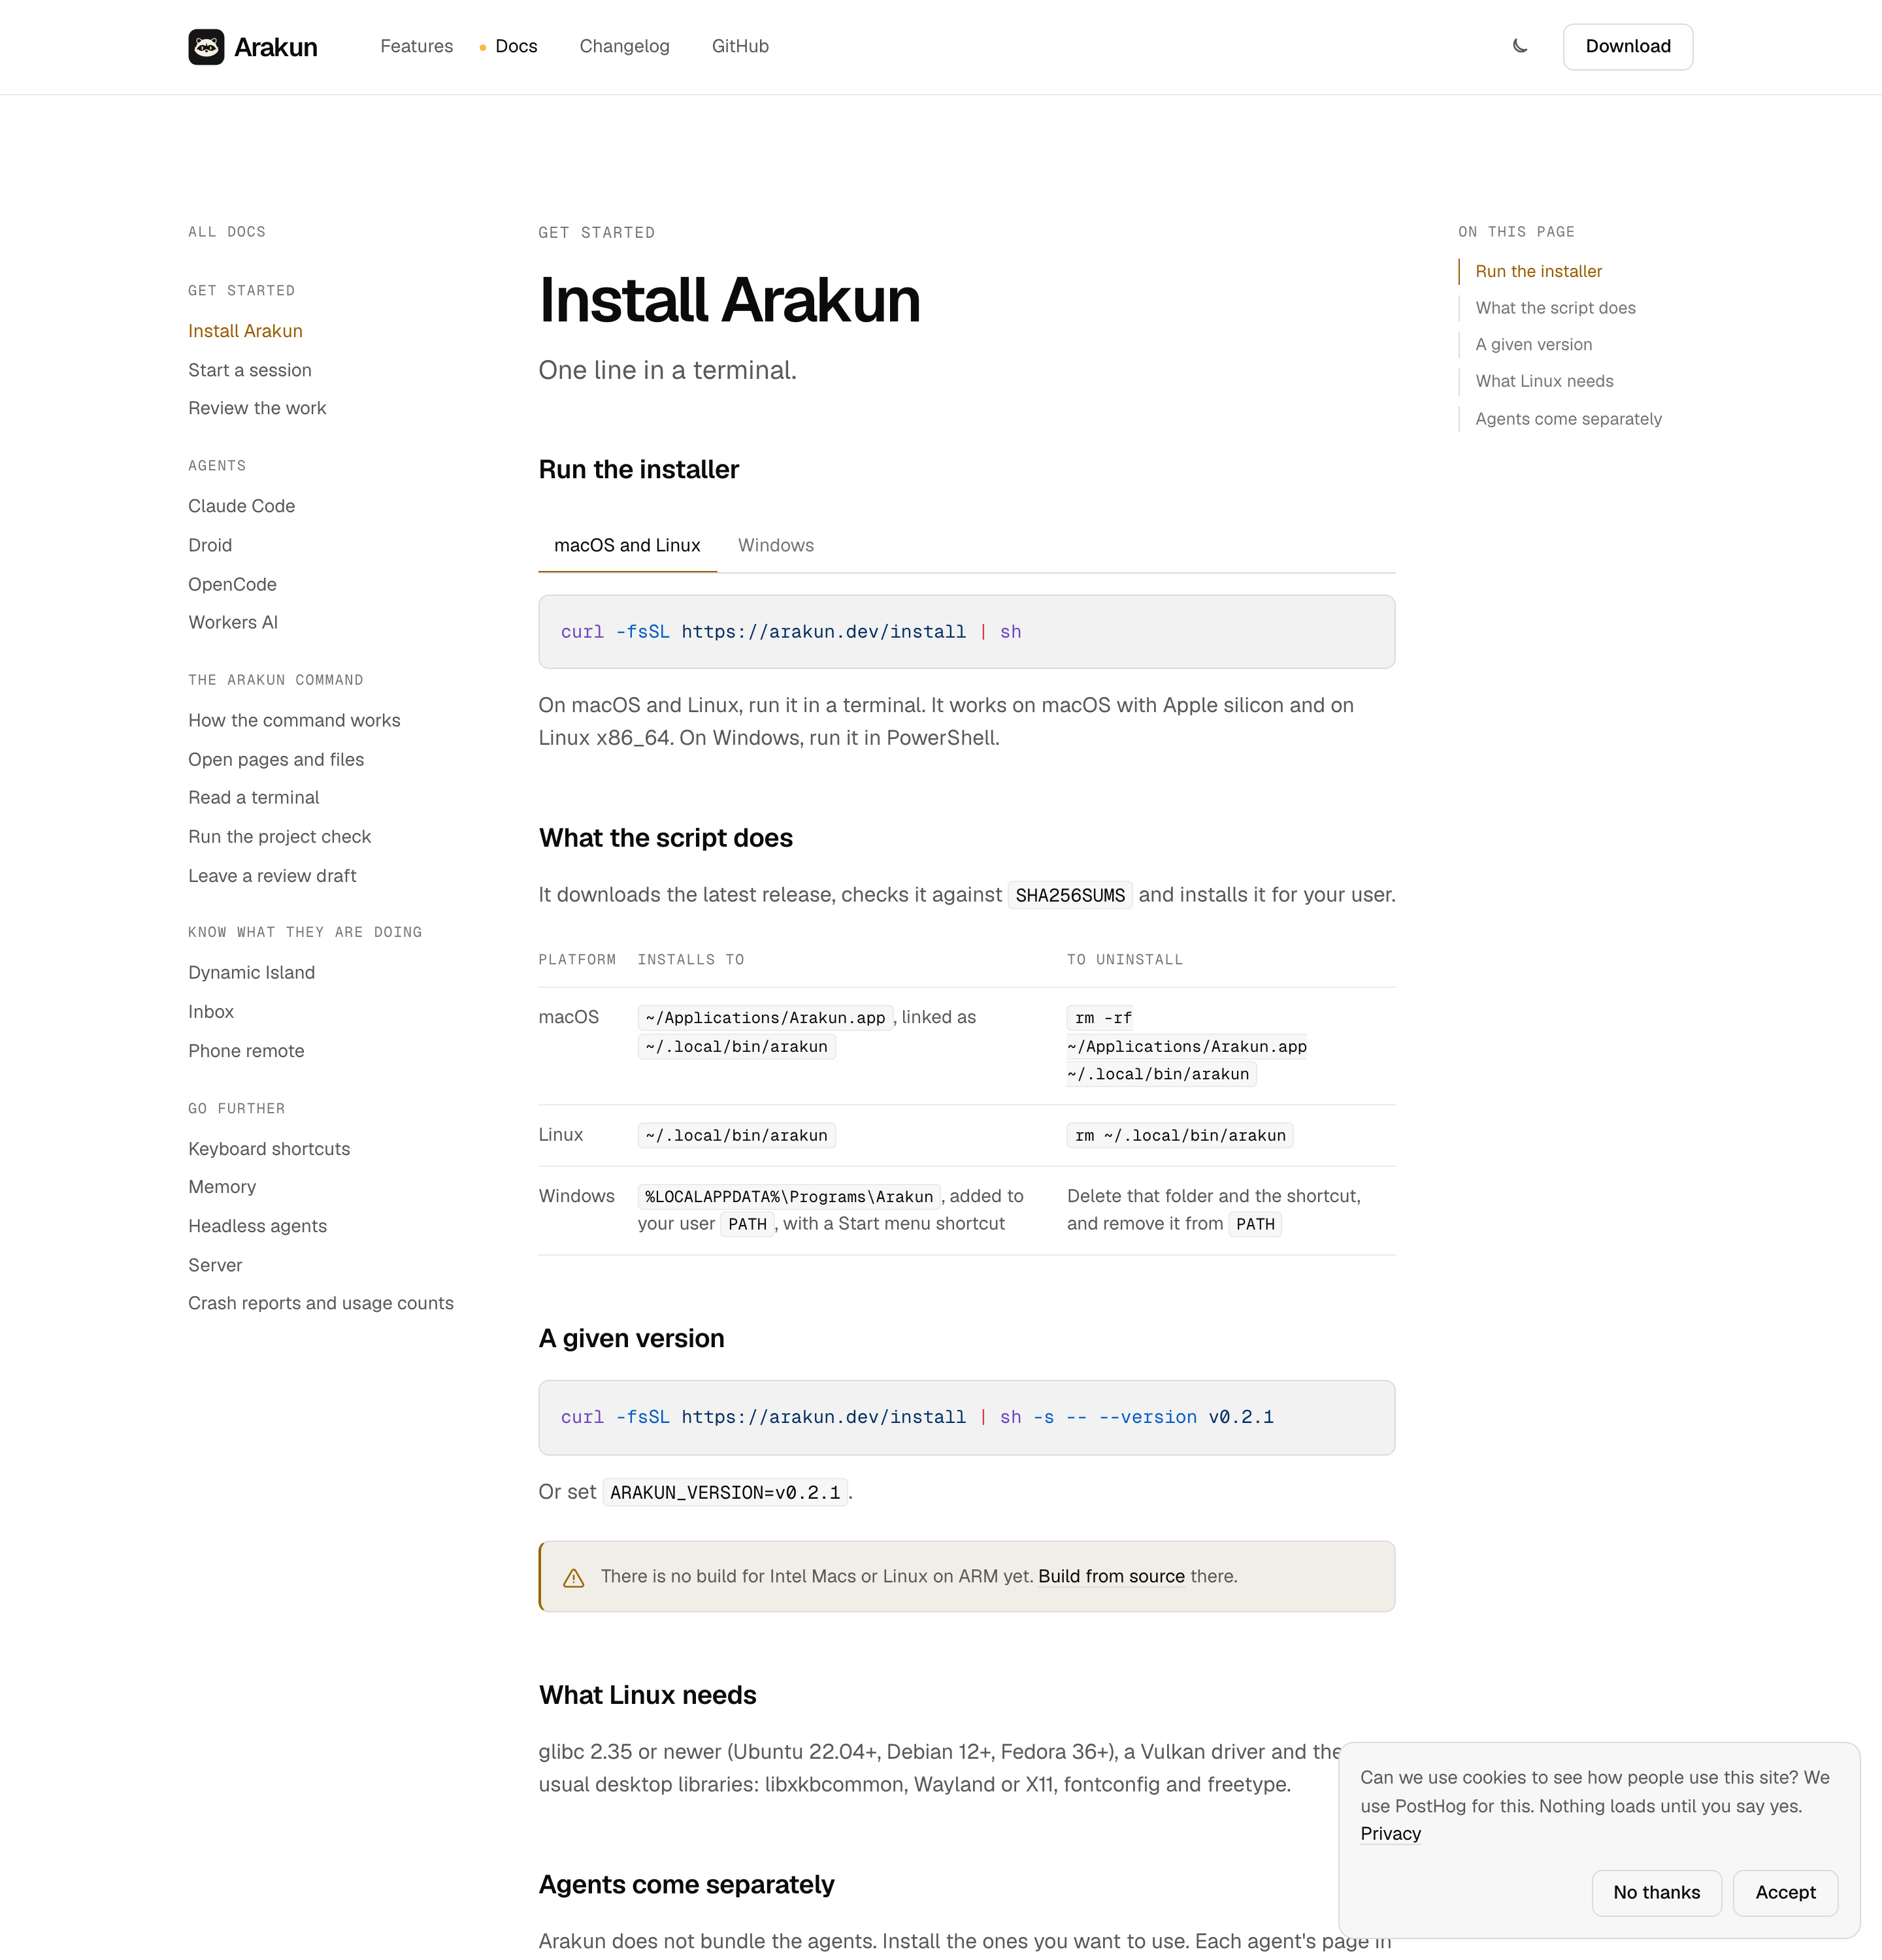 Arakun
Features
Docs
Changelog
GitHub
Download
ALL DOCS
GET STARTED
Install Arakun
Start a session
Review the work
AGENTS
Claude Code
Droid
OpenCode
Workers AI
THE ARAKUN COMMAND
How the command works
Open pages and files
Read a terminal
Run the project check
Leave a review draft
KNOW WHAT THEY ARE DOING
Dynamic Island
Inbox
Phone remote
GO FURTHER
Keyboard shortcuts
Memory
Headless agents
Server
Crash reports and usage counts
GET STARTED
Install Arakun
One line in a terminal.
Run the installer
macOS and Linux
Windows
curl -fsSL https://arakun.dev/install | sh
On macOS and Linux, run it in a terminal. It works on macOS with Apple silicon and on
Linux x86_64. On Windows, run it in PowerShell.
What the script does
It downloads the latest release, checks it against SHA256SUMS and installs it for your user.
PLATFORM INSTALLS TO TO UNINSTALL
macOS
~/Applications/Arakun.app, linked as
~/.local/bin/arakun
rm -rf
~/Applications/Arakun.app
~/.local/bin/arakun
Linux
~/.local/bin/arakun
rm ~/.local/bin/arakun
Windows
%LOCALAPPDATA%\Programs\Arakun, added to
your user PATH, with a Start menu shortcut
Delete that folder and the shortcut,
and remove it from PATH
A given version
curl -fsSL https://arakun.dev/install | sh -s -- --version v0.2.1
Or set ARAKUN_VERSION=v0.2.1.
There is no build for Intel Macs or Linux on ARM yet. Build from source there.
What Linux needs
glibc 2.35 or newer (Ubuntu 22.04+, Debian 12+, Fedora 36+), a Vulkan driver and the
usual desktop libraries: libxkbcommon, Wayland or X11, fontconfig and freetype.
Agents come separately
Arakun does not bundle the agents. Install the ones you want to use. Each agent's page in
ON THIS PAGE
Run the installer
What the script does
A given version
What Linux needs
Agents come separately
Can we use cookies to see how people use this site? We
use PostHog for this. Nothing loads until you say yes.
Privacy
No thanks
Accept